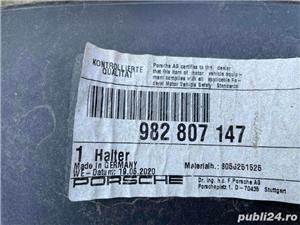 KONTROLLIERTE
QUALITÄT
Porsche AG certifies to the dealer
that this item of motor vehicle equip-
ment complies with all applicable Fe-
deral Motor Vehicle Safety Standards
982 807 147
1 Halter
Made in GERMANY
WE - Datum: 19.05.2020
Materialnr.:
PORSCHE
Dr. Ing. h.c. F. Porsche AG
Porscheplatz 1, D - 70435 Stuttgart
publi24.ro